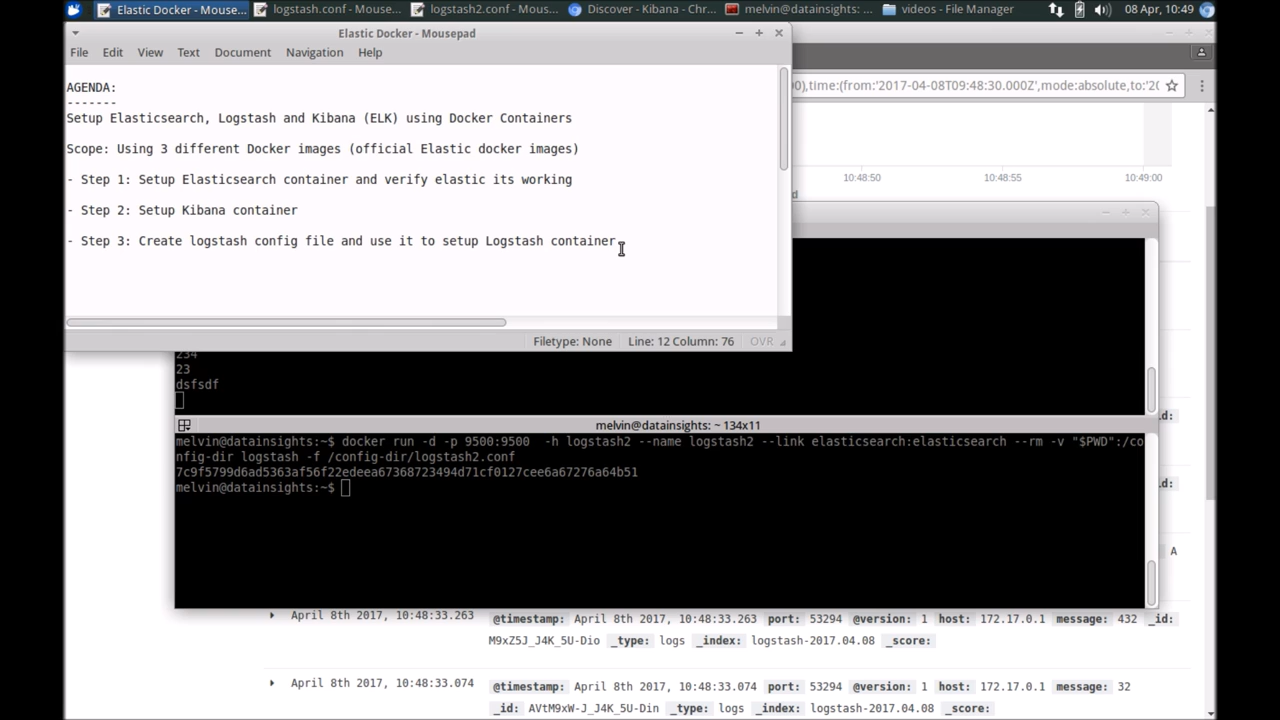 Elastic Docker - Mouse... logstash.conf - Mouse... logstash2.conf - Mous... Discover - Kibana - Chr... melvin@datainsights: ... videos - File Manager 08 Apr, 10:49
Elastic Docker - Mousepad
File Edit View Text Document Navigation Help
),time:(from:'2017-04-08T09:48:30.000Z',mode:absolute,to:'20
AGENDA:
-------
Setup Elasticsearch, Logstash and Kibana (ELK) using Docker Containers
Scope: Using 3 different Docker images (official Elastic docker images)
- Step 1: Setup Elasticsearch container and verify elastic its working
- Step 2: Setup Kibana container
- Step 3: Create logstash config file and use it to setup Logstash container
10:48:50 10:48:55 10:49:00
Filetype: None Line: 12 Column: 76 OVR
234
23
dsfsdf
melvin@datainsights: ~ 134x11
melvin@datainsights:~$ docker run -d -p 9500:9500  -h logstash2 --name logstash2 --link elasticsearch:elasticsearch --rm -v "$PWD":/co
nfig-dir logstash -f /config-dir/logstash2.conf
7c9f5799d6ad5363af56f22edeea67368723494d71cf0127cee6a67276a64b51
melvin@datainsights:~$
id:
id:
A
April 8th 2017, 10:48:33.263 @timestamp: April 8th 2017, 10:48:33.263 port: 53294 @version: 1 host: 172.17.0.1 message: 432 _id:
M9xZ5J_J4K_5U-Dio _type: logs _index: logstash-2017.04.08 _score:
April 8th 2017, 10:48:33.074 @timestamp: April 8th 2017, 10:48:33.074 port: 53294 @version: 1 host: 172.17.0.1 message: 32
_id: AVtM9xW-J_J4K_5U-Din _type: logs _index: logstash-2017.04.08 _score: